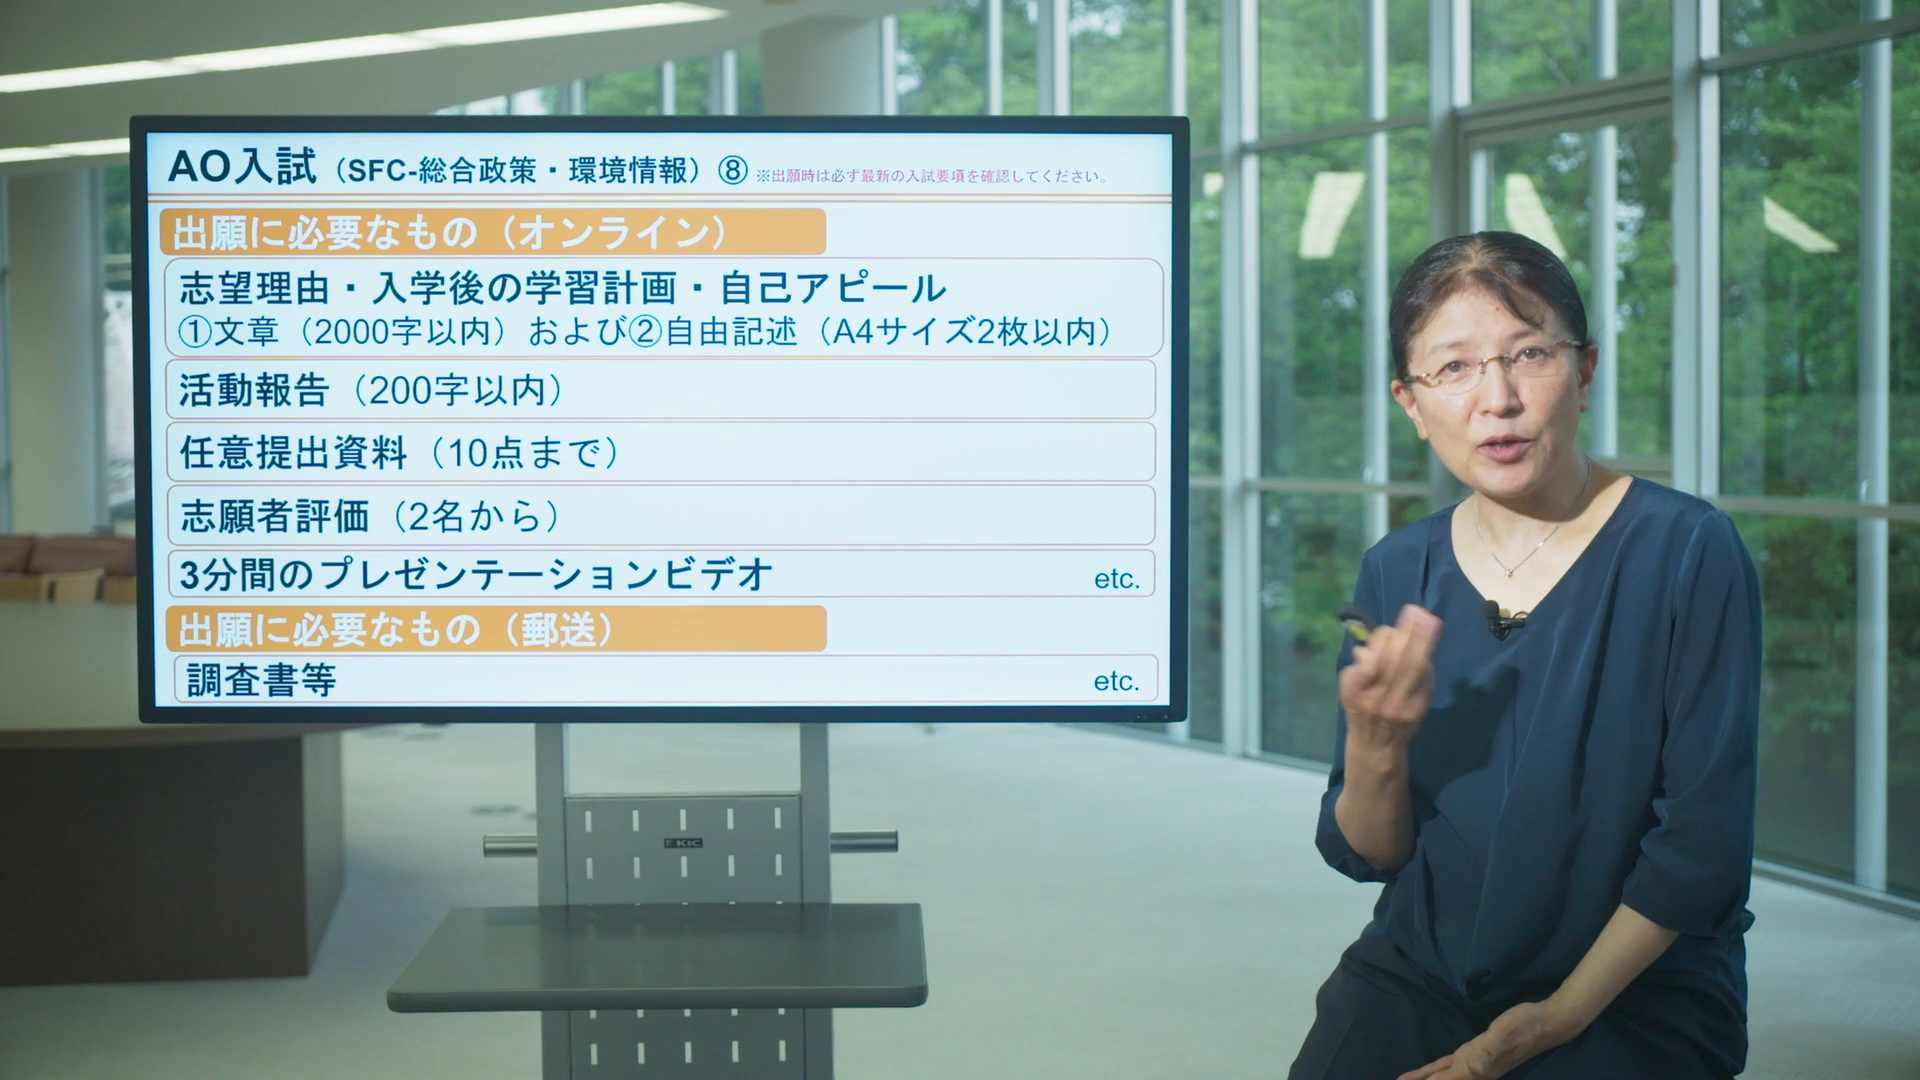 AO入試（SFC-総合政策・環境情報）⑧ ※出願時は必ず最新の入試要項を確認してください。
出願に必要なもの（オンライン）
志望理由・入学後の学習計画・自己アピール
①文章（2000字以内）および②自由記述（A4サイズ2枚以内）
活動報告（200字以内）
任意提出資料（10点まで）
志願者評価（2名から）
3分間のプレゼンテーションビデオ etc.
出願に必要なもの（郵送）
調査書等 etc.
KIC